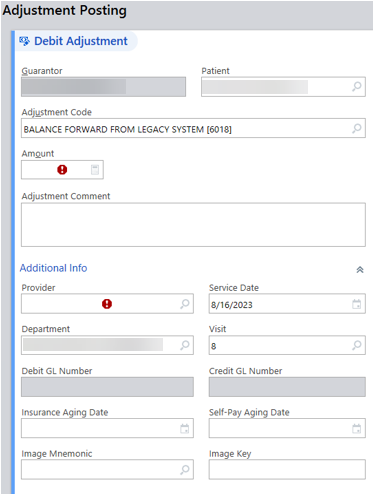 Adjustment Posting
Debit Adjustment
Guarantor Patient
Adjustment Code
BALANCE FORWARD FROM LEGACY SYSTEM [6018]
Amount
Adjustment Comment
Additional Info
Provider Service Date
8/16/2023
Department Visit
8
Debit GL Number Credit GL Number
Insurance Aging Date Self-Pay Aging Date
Image Mnemonic Image Key